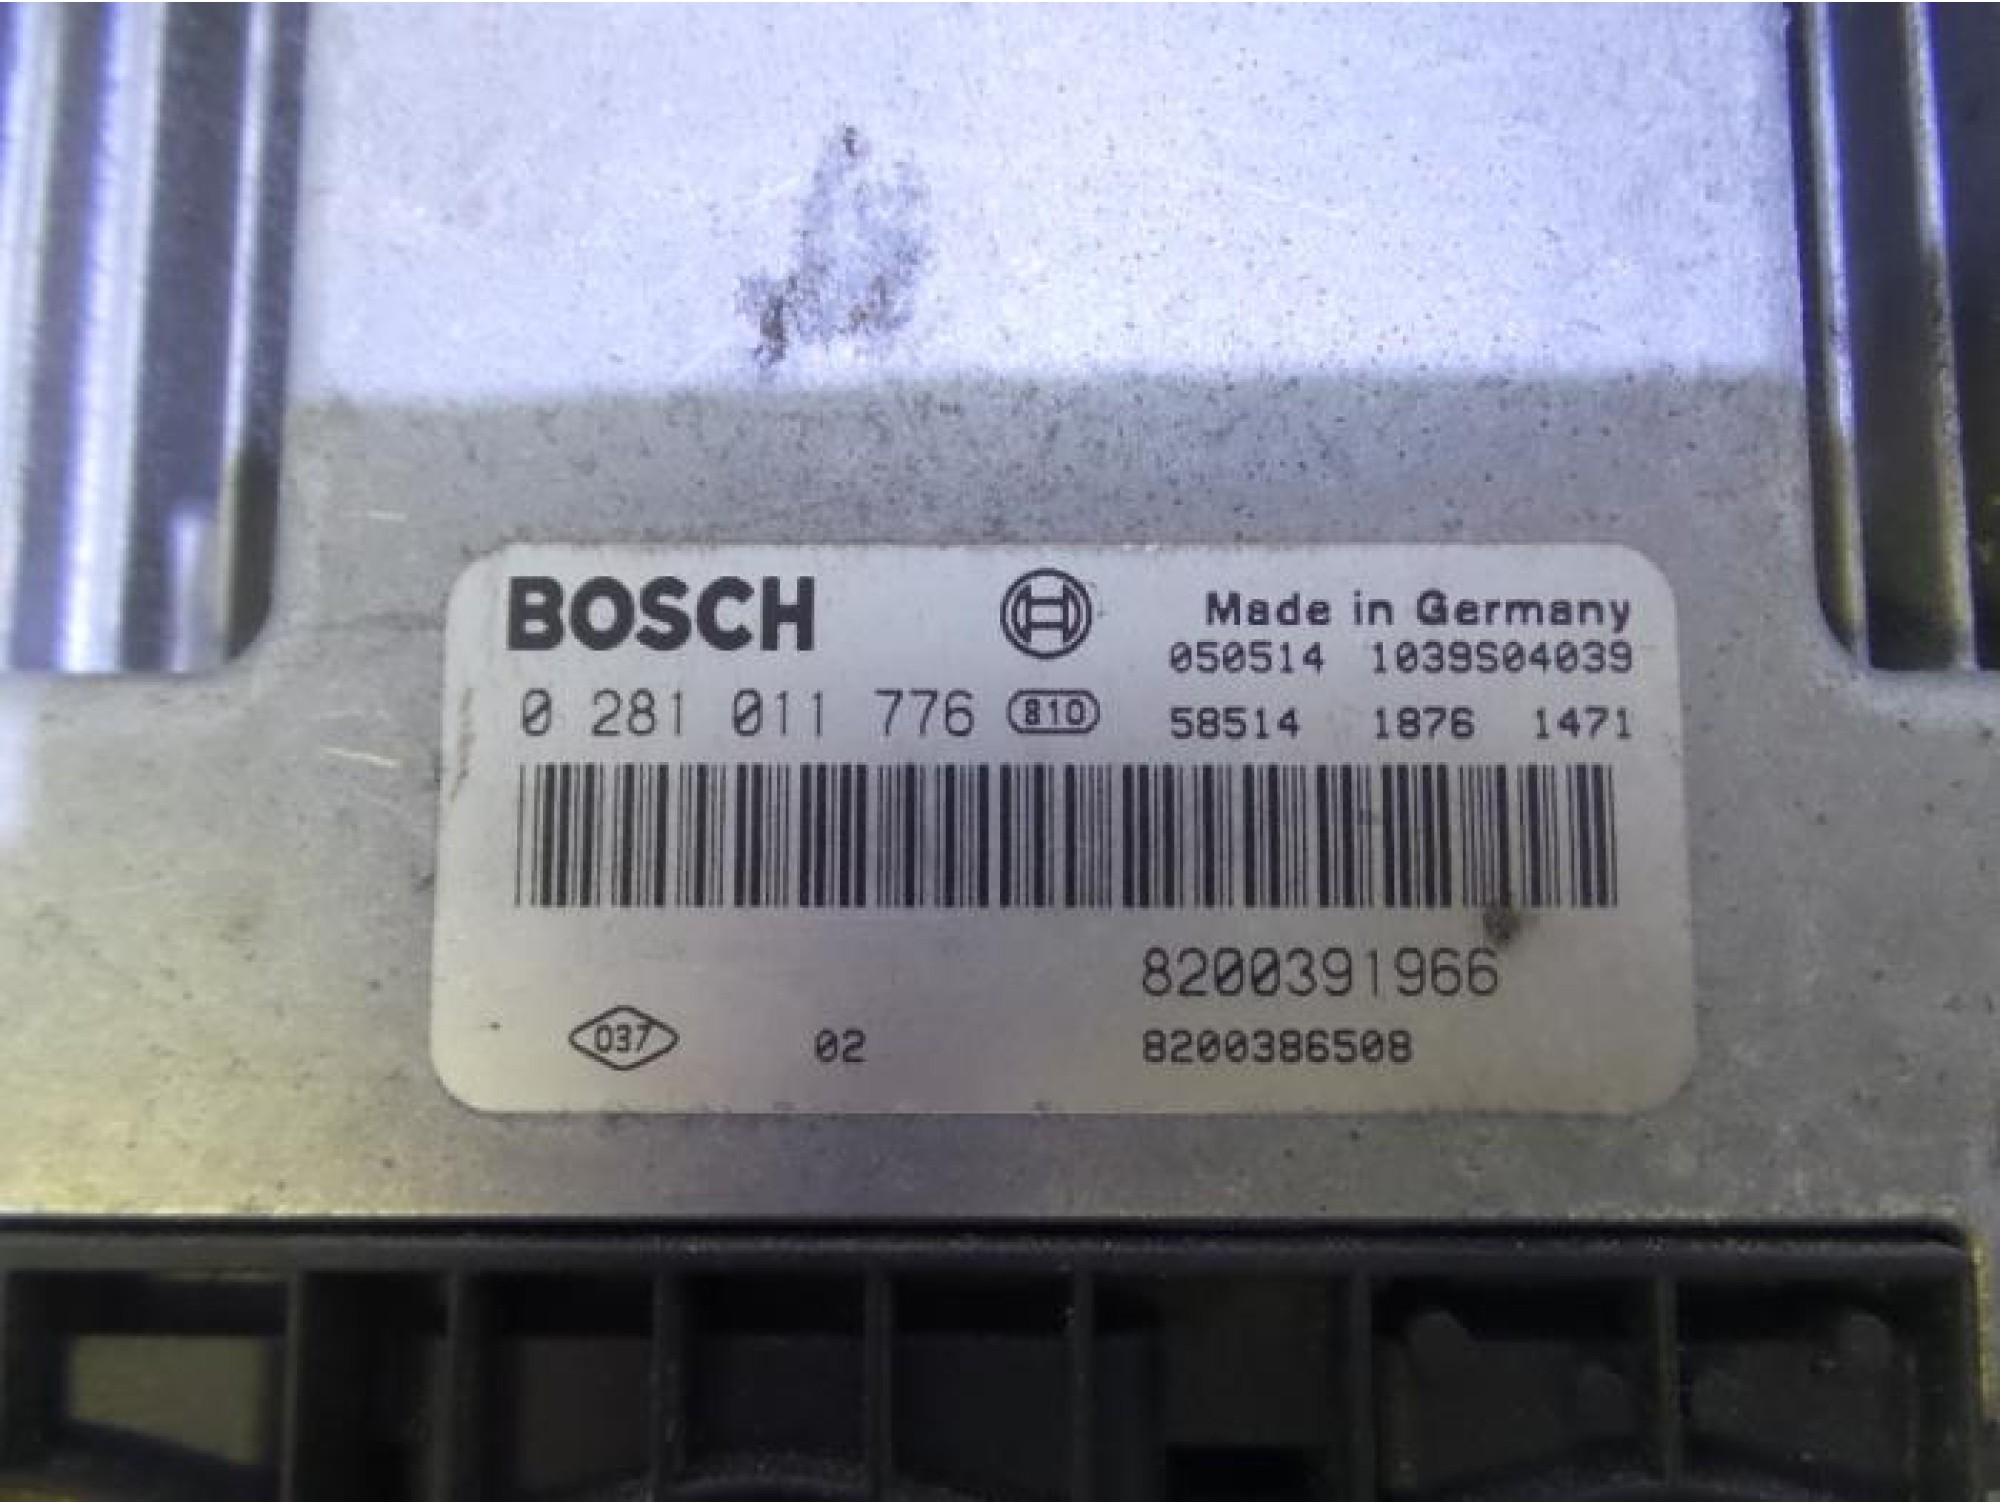 BOSCH
Made in Germany
050514 1039S04039
0 281 011 776 810 58514 1876 1471
8200391966
037 02 8200386508